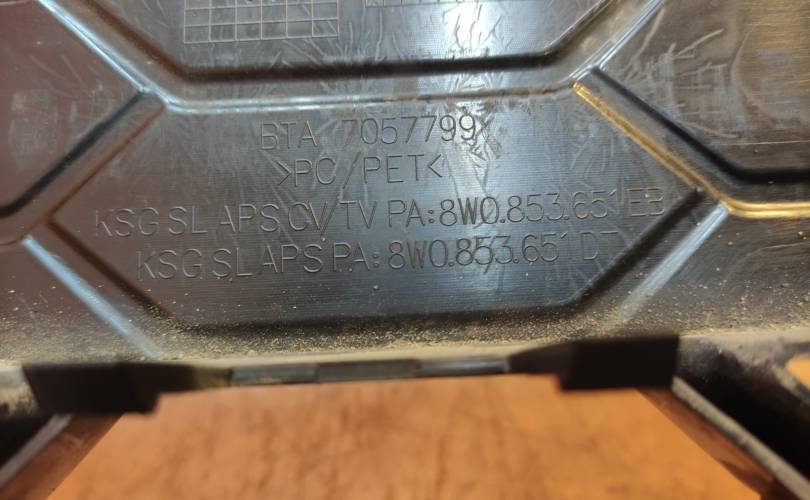 BTA 7057799
>PC/PET<
KSG SL APS CV/TV PA: 8W0.853.651 EB
KSG SL APS PA: 8W0.853.651 DT